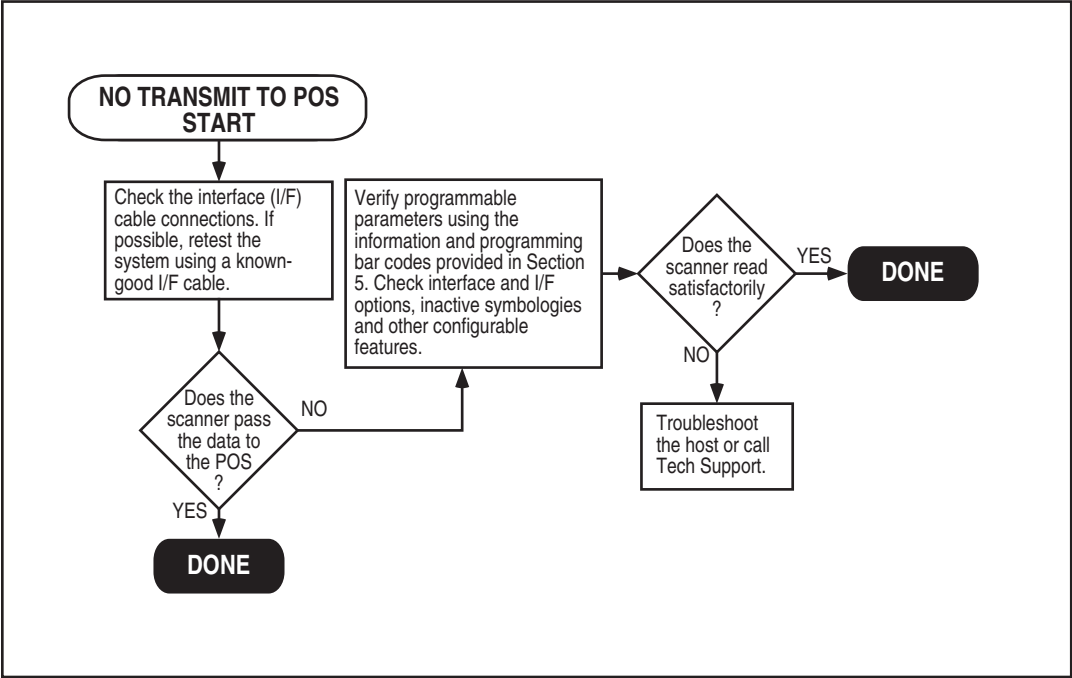 NO TRANSMIT TO POS
START
Check the interface (I/F)
cable connections. If
possible, retest the
system using a known-
good I/F cable.
Does the
scanner pass
the data to
the POS
?
NO
YES
DONE
Verify programmable
parameters using the
information and programming
bar codes provided in Section
5. Check interface and I/F
options, inactive symbologies
and other configurable
features.
Does the
scanner read
satisfactorily
?
YES
DONE
NO
Troubleshoot
the host or call
Tech Support.